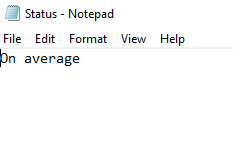 Status - Notepad
File Edit Format View Help
On average